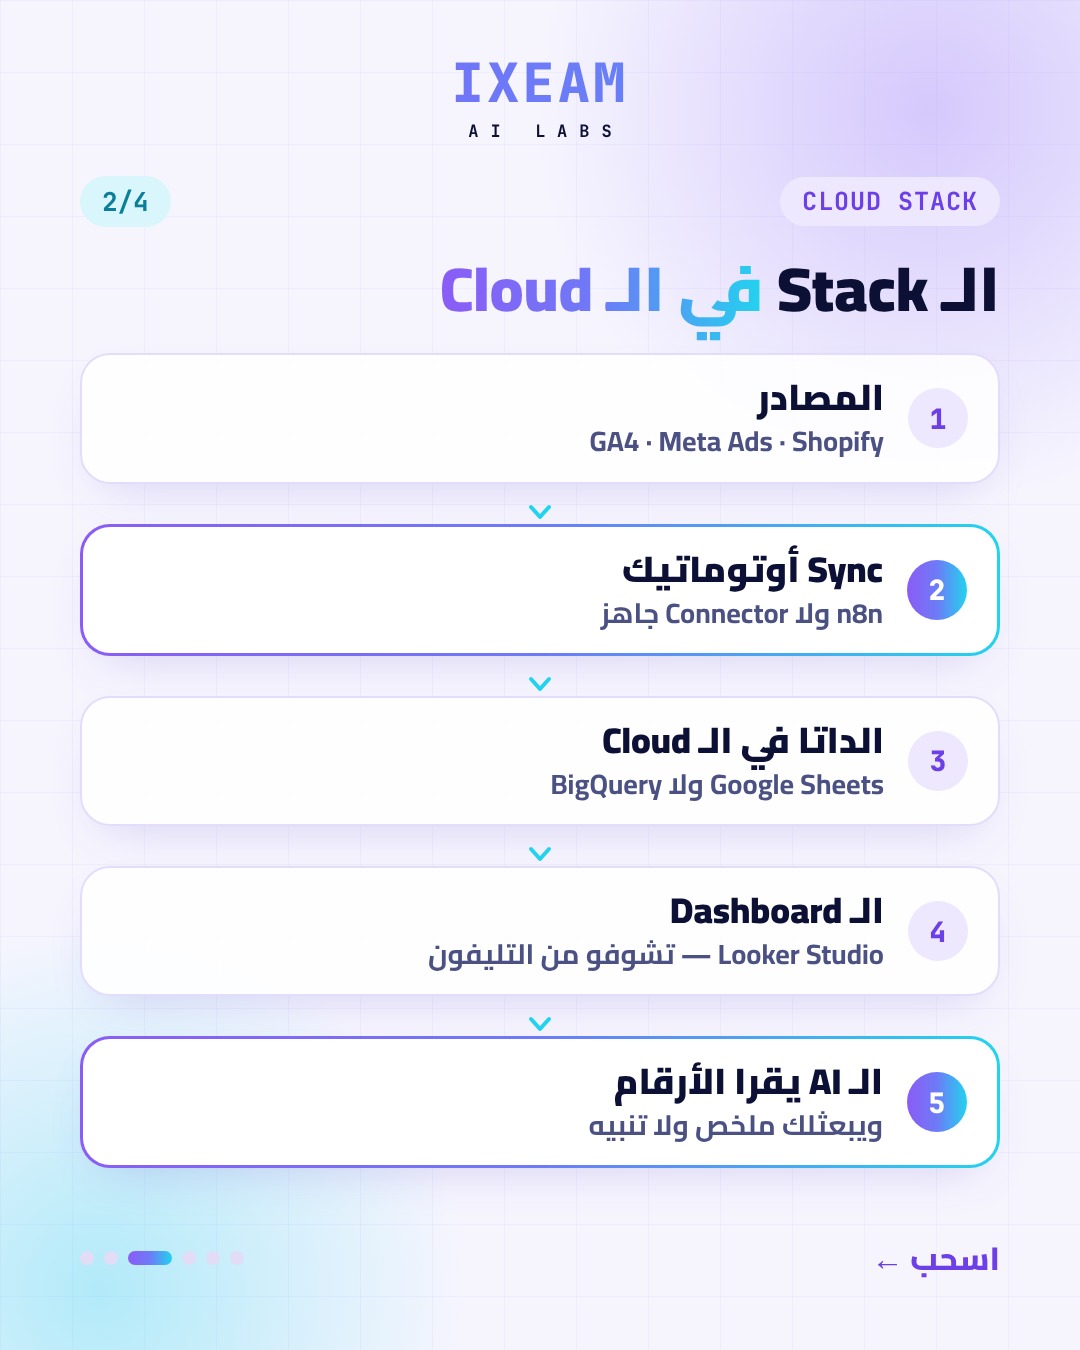 IXEAM
AI LABS
CLOUD STACK
2/4
الـ Stack في الـ Cloud
1
المصادر
GA4 · Meta Ads · Shopify
2
Sync أوتوماتيك
n8n ولا Connector جاهز
3
الداتا في الـ Cloud
Google Sheets ولا BigQuery
4
الـ Dashboard
Looker Studio — تشوفو من التليفون
5
الـ AI يقرا الأرقام
ويبعثلك ملخص ولا تنبيه
اسحب ←